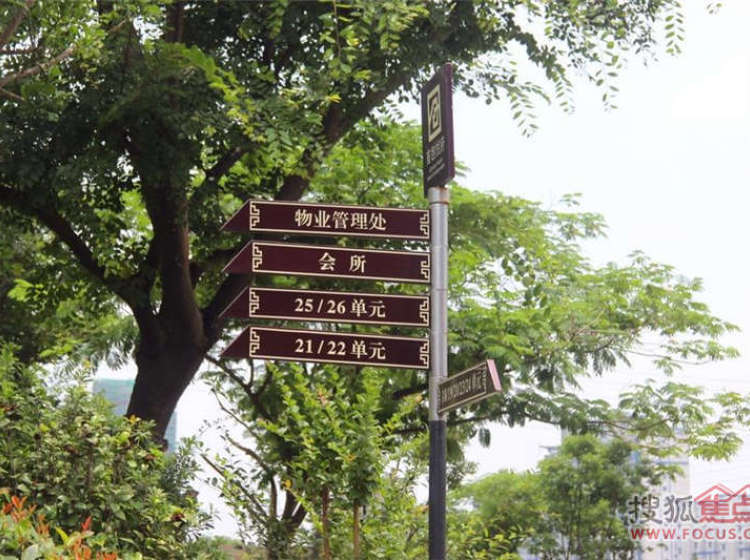 物业管理处
会所
25/26单元
21/22单元
搜狐焦点
WWW.FOCUS.C